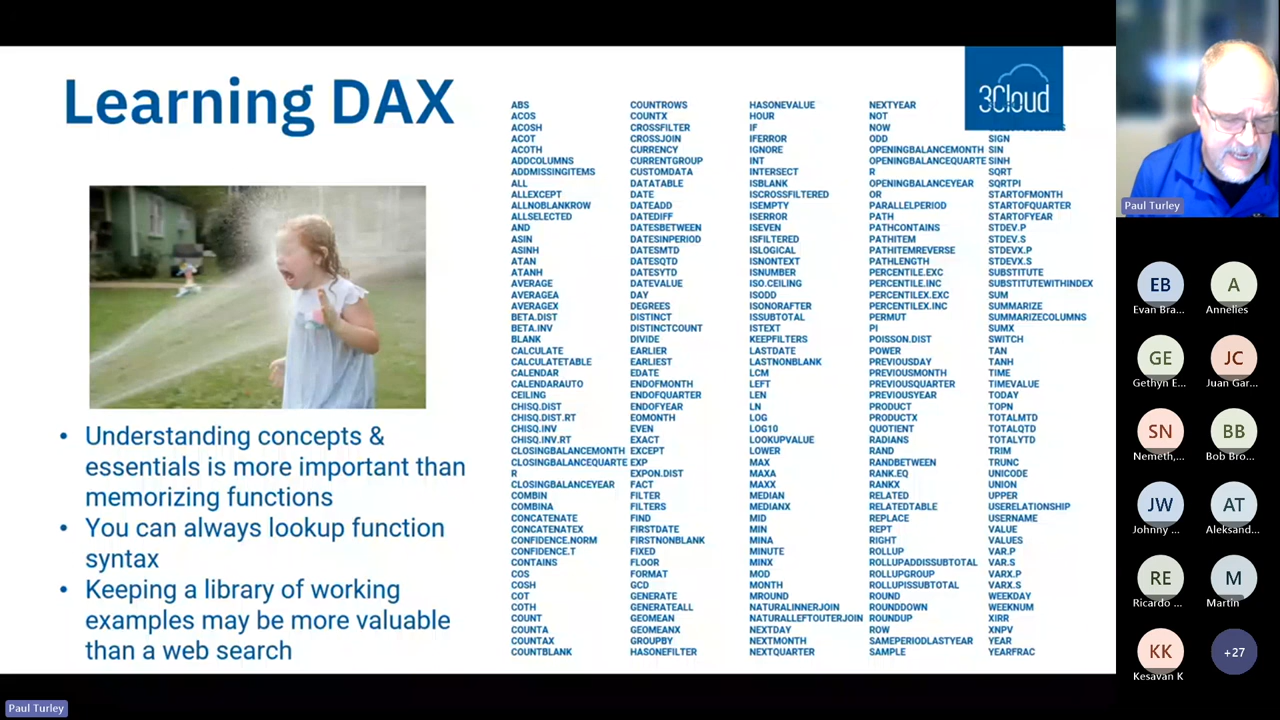 Learning DAX
3Cloud
Understanding concepts &
essentials is more important than
memorizing functions
You can always lookup function
syntax
Keeping a library of working
examples may be more valuable
than a web search
ABS
ACOS
ACOSH
ACOT
ACOTH
ADDCOLUMNS
ADDMISSINGITEMS
ALL
ALLEXCEPT
ALLNOBLANKROW
ALLSELECTED
AND
ASIN
ASINH
ATAN
ATANH
AVERAGE
AVERAGEA
AVERAGEX
BETA.DIST
BETA.INV
BLANK
CALCULATE
CALCULATETABLE
CALENDAR
CALENDARAUTO
CEILING
CHISQ.DIST
CHISQ.DIST.RT
CHISQ.INV
CHISQ.INV.RT
CLOSINGBALANCEMONTH
CLOSINGBALANCEQUARTE
R
CLOSINGBALANCEYEAR
COMBIN
COMBINA
CONCATENATE
CONCATENATEX
CONFIDENCE.NORM
CONFIDENCE.T
CONTAINS
COS
COSH
COT
COTH
COUNT
COUNTA
COUNTAX
COUNTBLANK
COUNTROWS
COUNTX
CROSSFILTER
CROSSJOIN
CURRENCY
CURRENTGROUP
CUSTOMDATA
DATATABLE
DATE
DATEADD
DATEDIFF
DATESBETWEEN
DATESINPERIOD
DATESMTD
DATESQTD
DATESYTD
DATEVALUE
DAY
DEGREES
DISTINCT
DISTINCTCOUNT
DIVIDE
EARLIER
EARLIEST
EDATE
ENDOFMONTH
ENDOFQUARTER
ENDOFYEAR
EOMONTH
EVEN
EXACT
EXCEPT
EXP
EXPON.DIST
FACT
FILTER
FILTERS
FIND
FIRSTDATE
FIRSTNONBLANK
FIXED
FLOOR
FORMAT
GCD
GENERATE
GENERATEALL
GEOMEAN
GEOMEANX
GROUPBY
HASONEFILTER
HASONEVALUE
HOUR
IF
IFERROR
IGNORE
INT
INTERSECT
ISBLANK
ISCROSSFILTERED
ISEMPTY
ISERROR
ISEVEN
ISFILTERED
ISLOGICAL
ISNONTEXT
ISNUMBER
ISO.CEILING
ISODD
ISONORAFTER
ISSUBTOTAL
ISTEXT
KEEPFILTERS
LASTDATE
LASTNONBLANK
LCM
LEFT
LEN
LN
LOG
LOG10
LOOKUPVALUE
LOWER
MAX
MAXA
MAXX
MEDIAN
MEDIANX
MID
MIN
MINA
MINUTE
MINX
MOD
MONTH
MROUND
NATURALINNERJOIN
NATURALLEFTOUTERJOIN
NEXTDAY
NEXTMONTH
NEXTQUARTER
NEXTYEAR
NOT
NOW
ODD
OPENINGBALANCEMONTH
OPENINGBALANCEQUARTE
R
OPENINGBALANCEYEAR
OR
PARALLELPERIOD
PATH
PATHCONTAINS
PATHITEM
PATHITEMREVERSE
PATHLENGTH
PERCENTILE.EXC
PERCENTILE.INC
PERCENTILEX.EXC
PERCENTILEX.INC
PERMUT
PI
POISSON.DIST
POWER
PREVIOUSDAY
PREVIOUSMONTH
PREVIOUSQUARTER
PREVIOUSYEAR
PRODUCT
PRODUCTX
QUOTIENT
RADIANS
RAND
RANDBETWEEN
RANK.EQ
RANKX
RELATED
RELATEDTABLE
REPLACE
REPT
RIGHT
ROLLUP
ROLLUPADDISSUBTOTAL
ROLLUPGROUP
ROLLUPISSUBTOTAL
ROUND
ROUNDDOWN
ROUNDUP
ROW
SAMEPERIODLASTYEAR
SAMPLE
SIGN
SIN
SINH
SQRT
SQRTPI
STARTOFMONTH
STARTOFQUARTER
STARTOFYEAR
STDEV.P
STDEV.S
STDEVX.P
STDEVX.S
SUBSTITUTE
SUBSTITUTEWITHINDEX
SUM
SUMMARIZE
SUMMARIZECOLUMNS
SUMX
SWITCH
TAN
TANH
TIME
TIMEVALUE
TODAY
TOPN
TOTALMTD
TOTALQTD
TOTALYTD
TRIM
TRUNC
UNICODE
UNION
UPPER
USERELATIONSHIP
USERNAME
VALUE
VALUES
VAR.P
VAR.S
VARX.P
VARX.S
WEEKDAY
WEEKNUM
XIRR
XNPV
YEAR
YEARFRAC
Paul Turley
EB
Evan Bra...
A
Annelies
GE
Gethyn E...
JC
Juan Gar...
SN
Nemeth,...
BB
Bob Bro...
JW
Johnny ...
AT
Aleksand...
RE
Ricardo ...
M
Martin
KK
Kesavan K
+27
Paul Turley